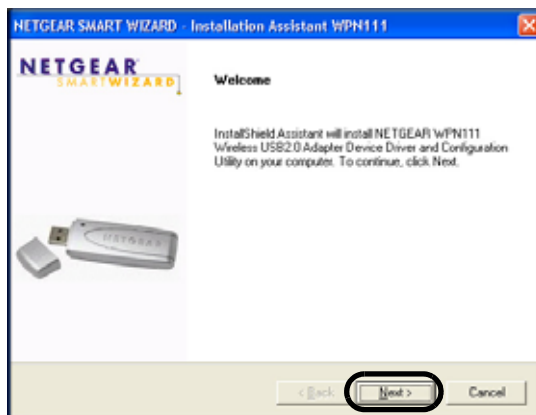 NETGEAR SMART WIZARD - Installation Assistant WPN111
NETGEAR
SMARTWIZARD
Welcome
InstallShield Assistant will install NETGEAR WPN111
Wireless USB2.0 Adapter Device Driver and Configuration
Utility on your computer. To continue, click Next.
NETGEAR
< Back
Next >
Cancel